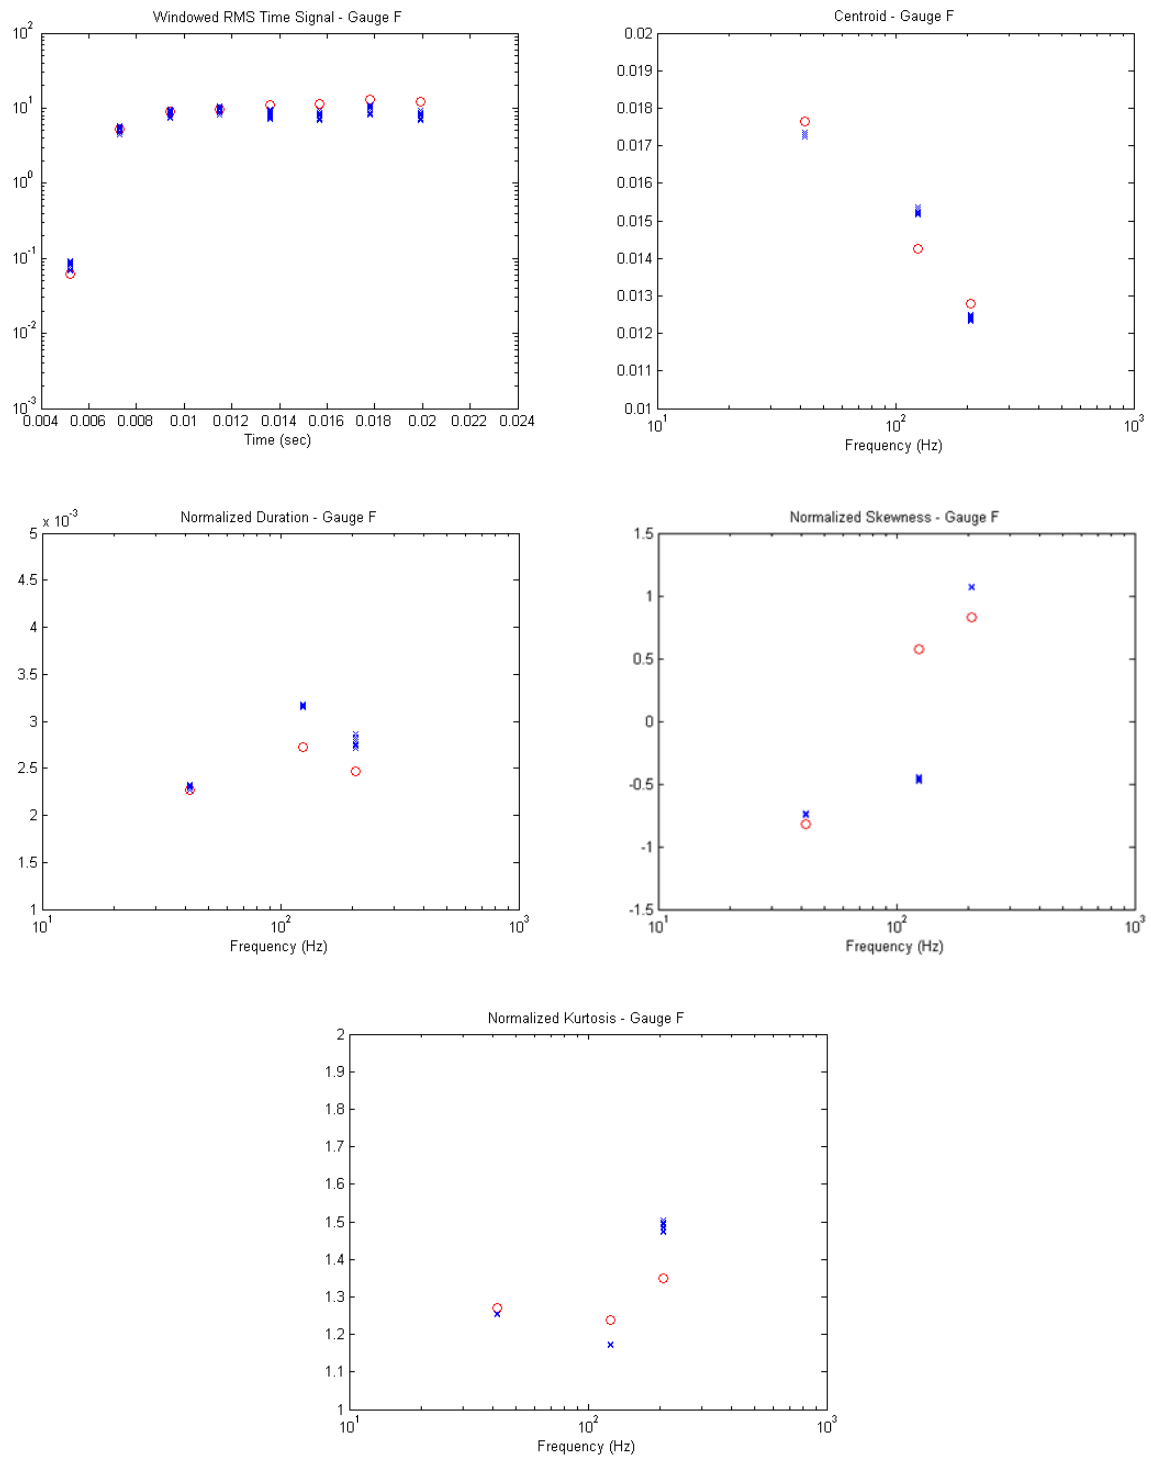 Windowed RMS Time Signal - Gauge F
10^2
10^1
10^0
10^-1
10^-2
10^-3
0.004 0.006 0.008 0.01 0.012 0.014 0.016 0.018 0.02 0.022 0.024
Time (sec)
Centroid - Gauge F
0.02
0.019
0.018
0.017
0.016
0.015
0.014
0.013
0.012
0.011
0.01
10^1 10^2 10^3
Frequency (Hz)
Normalized Duration - Gauge F
x 10^-3
5
4.5
4
3.5
3
2.5
2
1.5
1
10^1 10^2 10^3
Frequency (Hz)
Normalized Skewness - Gauge F
1.5
1
0.5
0
-0.5
-1
-1.5
10^1 10^2 10^3
Frequency (Hz)
Normalized Kurtosis - Gauge F
2
1.9
1.8
1.7
1.6
1.5
1.4
1.3
1.2
1.1
1
10^1 10^2 10^3
Frequency (Hz)